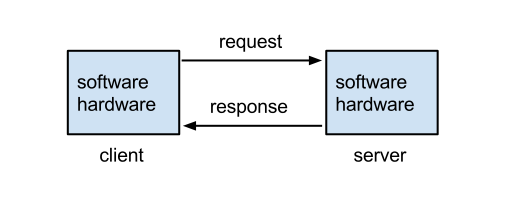 request
software
hardware
software
hardware
response
client
server